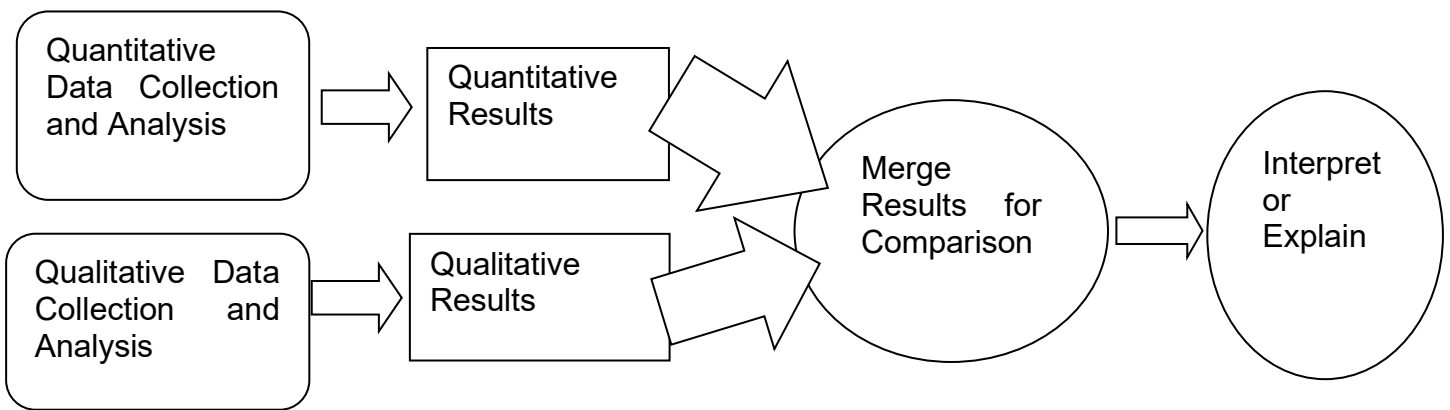 Quantitative
Data Collection
and Analysis
Quantitative
Results
Qualitative Data
Collection and
Analysis
Qualitative
Results
Merge
Results for
Comparison
Interpret
or
Explain